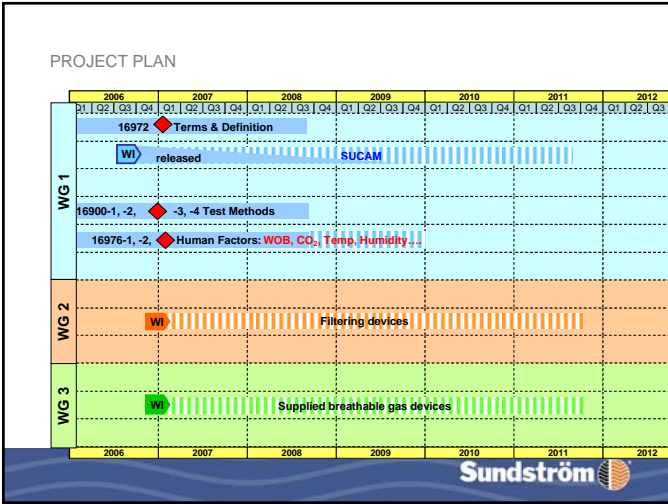 PROJECT PLAN
2006 2007 2008 2009 2010 2011 2012
Q1 Q2 Q3 Q4 Q1 Q2 Q3 Q4 Q1 Q2 Q3 Q4 Q1 Q2 Q3 Q4 Q1 Q2 Q3 Q4 Q1 Q2 Q3 Q4 Q1 Q2 Q3
WG 1
16972 Terms & Definition
WI released SUCAM
16900-1, -2, -3, -4 Test Methods
16976-1, -2, Human Factors: WOB, CO2, Temp, Humidity....
WG 2
WI Filtering devices
WG 3
WI Supplied breathable gas devices
2006 2007 2008 2009 2010 2011 2012
Sundström